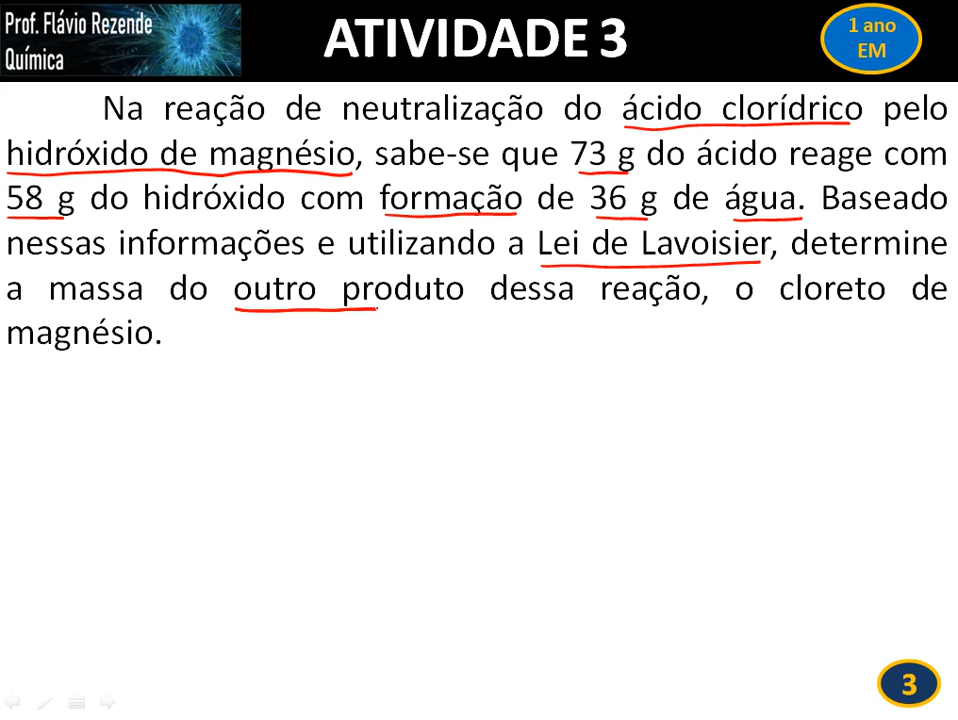 Prof. Flávio Rezende
Química
ATIVIDADE 3
1 ano
EM
Na reação de neutralização do ácido clorídrico pelo
hidróxido de magnésio, sabe-se que 73 g do ácido reage com
58 g do hidróxido com formação de 36 g de água. Baseado
nessas informações e utilizando a Lei de Lavoisier, determine
a massa do outro produto dessa reação, o cloreto de
magnésio.
3